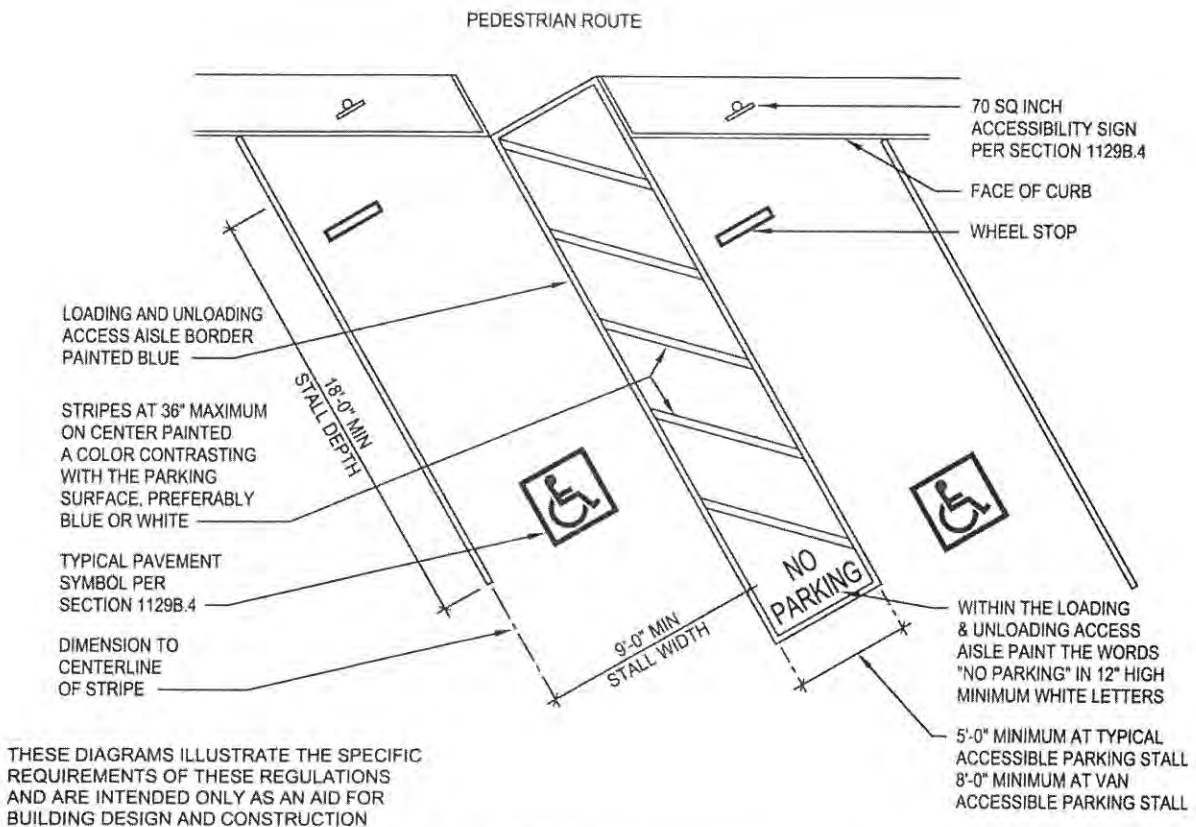 PEDESTRIAN ROUTE
70 SQ INCH
ACCESSIBILITY SIGN
PER SECTION 1129B.4
FACE OF CURB
WHEEL STOP
LOADING AND UNLOADING
ACCESS AISLE BORDER
PAINTED BLUE
STRIPES AT 36" MAXIMUM
ON CENTER PAINTED
A COLOR CONTRASTING
WITH THE PARKING
SURFACE, PREFERABLY
BLUE OR WHITE
TYPICAL PAVEMENT
SYMBOL PER
SECTION 1129B.4
DIMENSION TO
CENTERLINE
OF STRIPE
18'-0" MIN
STALL DEPTH
9'-0" MIN
STALL WIDTH
NO
PARKING
WITHIN THE LOADING
& UNLOADING ACCESS
AISLE PAINT THE WORDS
"NO PARKING" IN 12" HIGH
MINIMUM WHITE LETTERS
5'-0" MINIMUM AT TYPICAL
ACCESSIBLE PARKING STALL
8'-0" MINIMUM AT VAN
ACCESSIBLE PARKING STALL
THESE DIAGRAMS ILLUSTRATE THE SPECIFIC
REQUIREMENTS OF THESE REGULATIONS
AND ARE INTENDED ONLY AS AN AID FOR
BUILDING DESIGN AND CONSTRUCTION